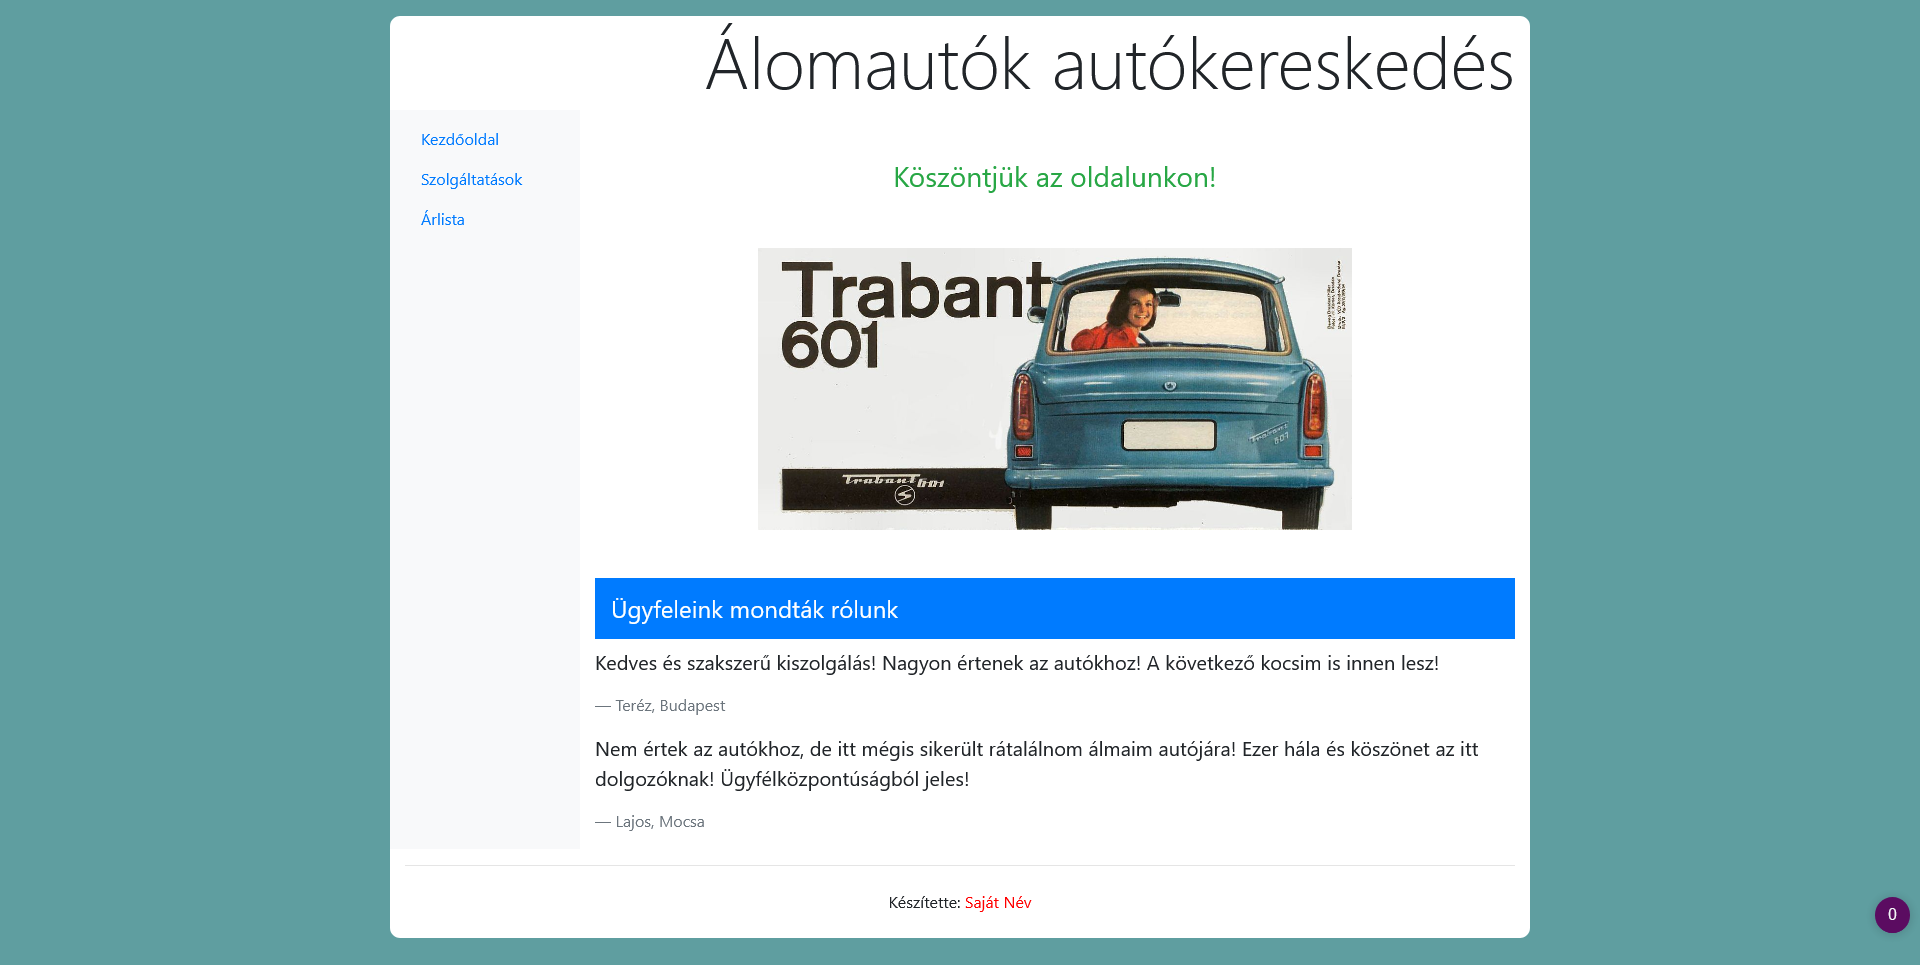 Álomautók autókereskedés
Kezdőoldal
Szolgáltatások
Árlista
Köszöntjük az oldalunkon!
Trabant
601
Trabant 601
Trabant
601
Ügyfeleink mondták rólunk
Kedves és szakszerű kiszolgálás! Nagyon értenek az autókhoz! A következő kocsim is innen lesz!
— Teréz, Budapest
Nem értek az autókhoz, de itt mégis sikerült rátalálnom álmaim autójára! Ezer hála és köszönet az itt
dolgozóknak! Ügyfélközpontúságból jeles!
— Lajos, Mocsa
Készítette: Saját Név
0